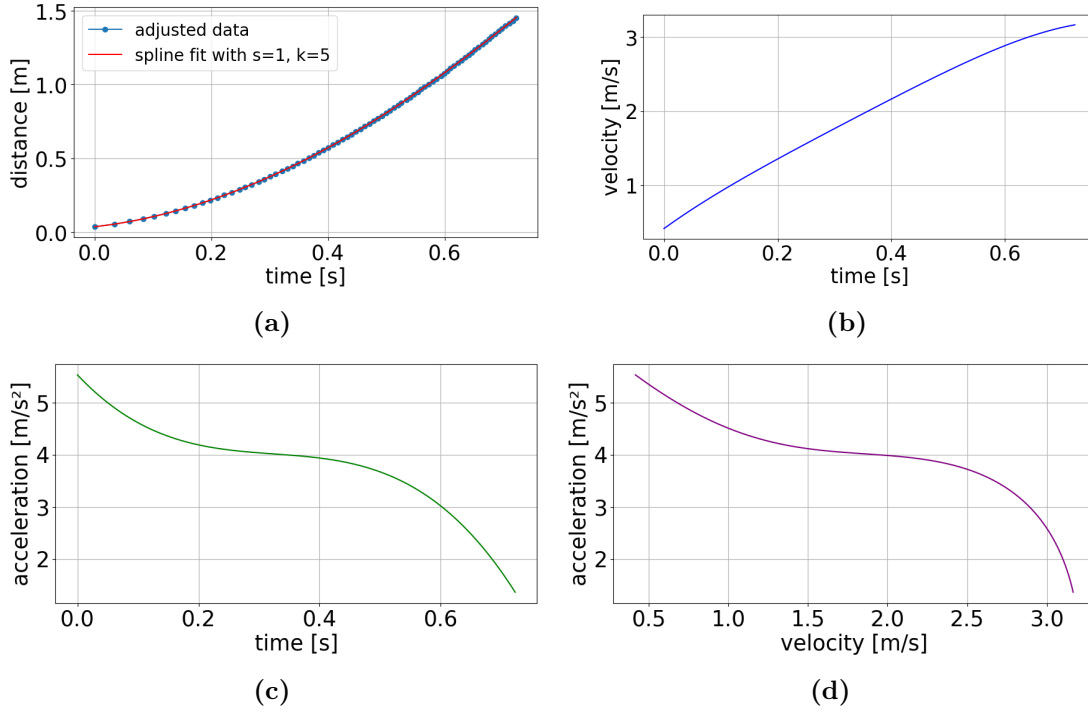 distance [m]
1.5
1.0
0.5
0.0
adjusted data
spline fit with s=1, k=5
0.0 0.2 0.4 0.6
time [s]
(a)
velocity [m/s]
3
2
1
0.0 0.2 0.4 0.6
time [s]
(b)
acceleration [m/s²]
5
4
3
2
0.0 0.2 0.4 0.6
time [s]
(c)
acceleration [m/s²]
5
4
3
2
0.5 1.0 1.5 2.0 2.5 3.0
velocity [m/s]
(d)